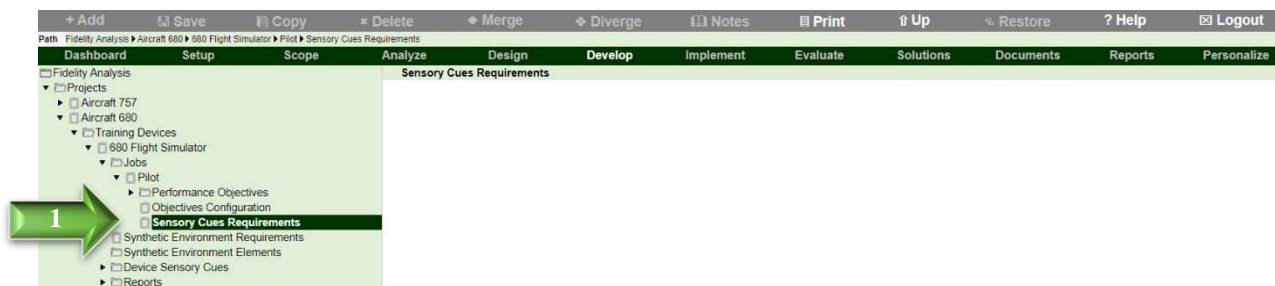 + Add Save Copy × Delete Merge Diverge Notes Print Up Restore ? Help Logout
Path Fidelity Analysis Aircraft 680 680 Flight Simulator Pilot Sensory Cues Requirements
Dashboard Setup Scope Analyze Design Develop Implement Evaluate Solutions Documents Reports Personalize
Fidelity Analysis
Sensory Cues Requirements
Projects
Aircraft 757
Aircraft 680
Training Devices
680 Flight Simulator
Jobs
Pilot
Performance Objectives
Objectives Configuration
1
Sensory Cues Requirements
Synthetic Environment Requirements
Synthetic Environment Elements
Device Sensory Cues
Reports